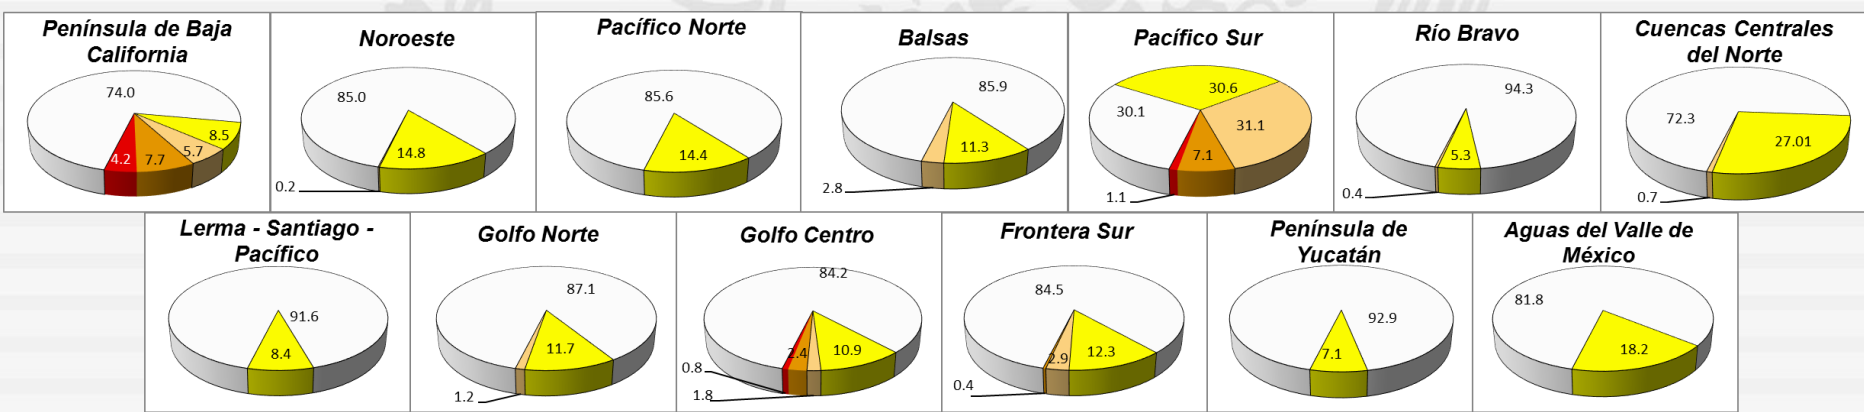 Península de Baja
California
74.0
8.5
5.7
7.7
4.2
Noroeste
85.0
14.8
0.2
Pacífico Norte
85.6
14.4
Balsas
85.9
11.3
2.8
Pacífico Sur
30.6
30.1
31.1
7.1
1.1
Río Bravo
94.3
5.3
0.4
Cuencas Centrales
del Norte
72.3
27.01
0.7
Lerma - Santiago -
Pacífico
91.6
8.4
Golfo Norte
87.1
11.7
1.2
Golfo Centro
84.2
10.9
2.4
0.8
1.8
Frontera Sur
84.5
12.3
2.9
0.4
Península de
Yucatán
92.9
7.1
Aguas del Valle de
México
81.8
18.2